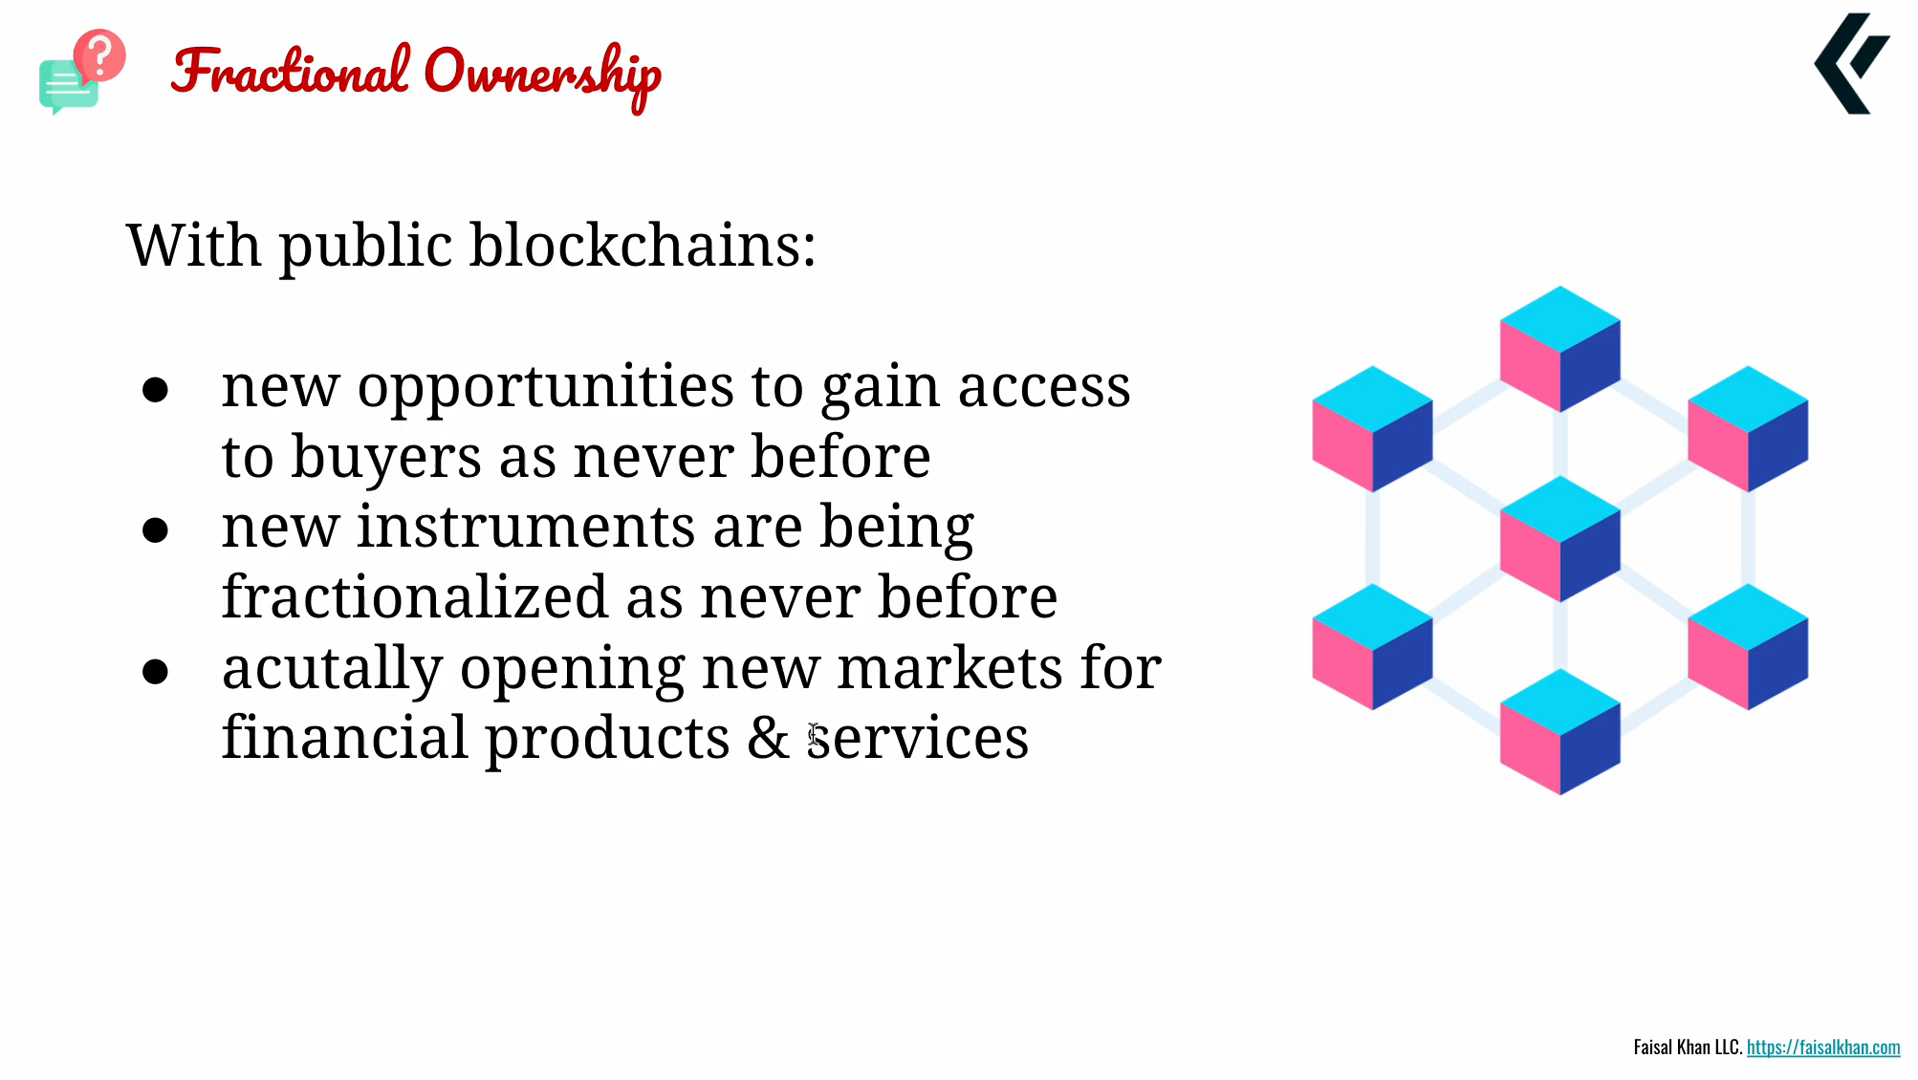 ?
Fractional Ownership
With public blockchains:
● new opportunities to gain access
to buyers as never before
● new instruments are being
fractionalized as never before
● acutally opening new markets for
financial products & services
Faisal Khan LLC. https://faisalkhan.com